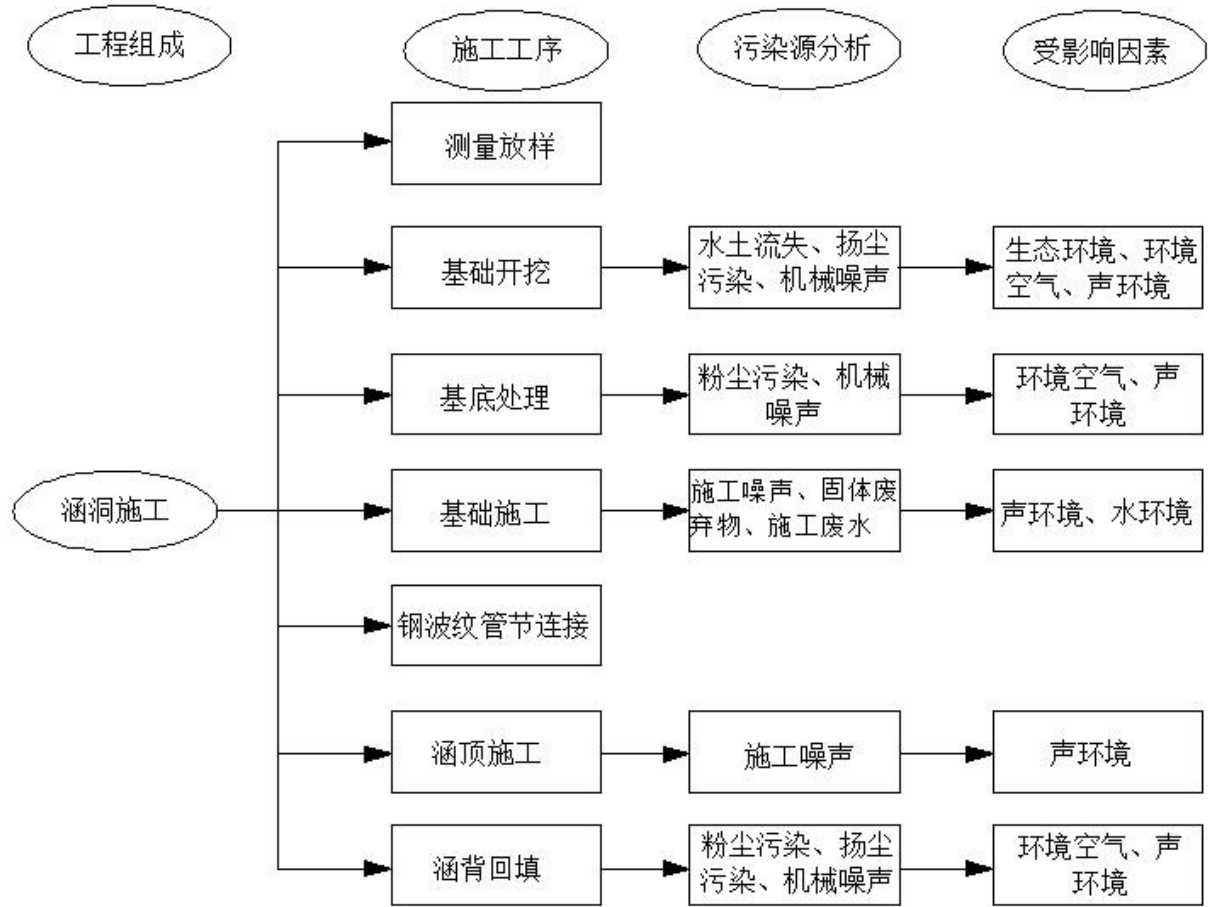 工程组成
施工工序
污染源分析
受影响因素
测量放样
基础开挖
水土流失、扬尘
污染、机械噪声
生态环境、环境
空气、声环境
基底处理
粉尘污染、机械
噪声
环境空气、声
环境
涵洞施工
基础施工
施工噪声、固体废
弃物、施工废水
声环境、水环境
钢波纹管节连接
涵顶施工
施工噪声
声环境
涵背回填
粉尘污染、扬尘
污染、机械噪声
环境空气、声
环境